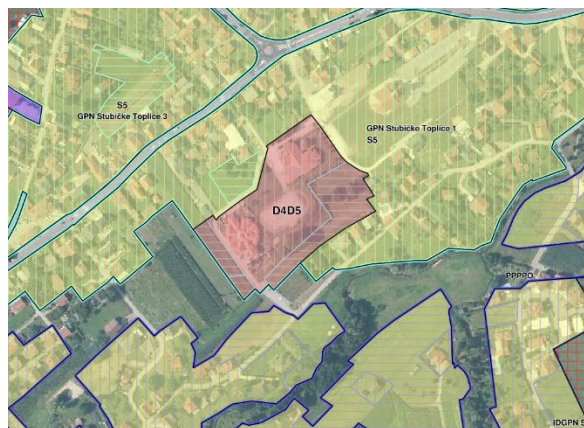 S5
GPN Stubičke Toplice 3
GPN Stubičke Toplice 1
S5
D4D5
PPPPO
IDGPN S